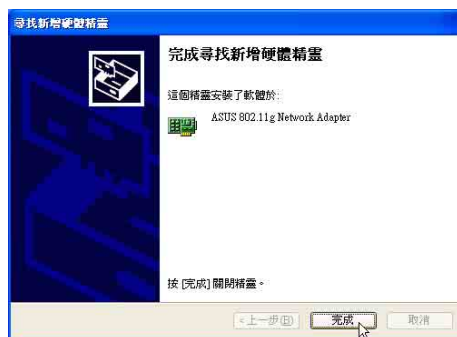 尋找新增硬體精靈
完成尋找新增硬體精靈
這個精靈安裝了軟體於:
ASUS 802.11g Network Adapter
按 [完成] 關閉精靈。
<上一步(B)
完成
取消